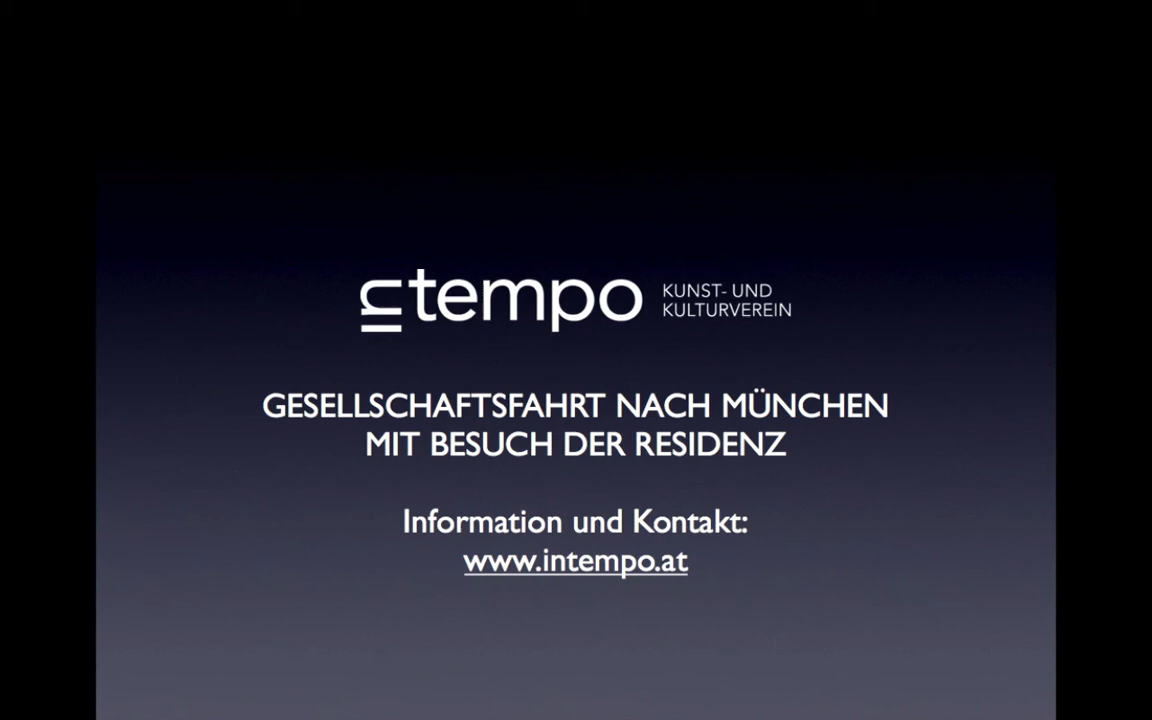 intempo
KUNST- UND
KULTURVEREIN
GESELLSCHAFTSFAHRT NACH MÜNCHEN
MIT BESUCH DER RESIDENZ
Information und Kontakt:
www.intempo.at